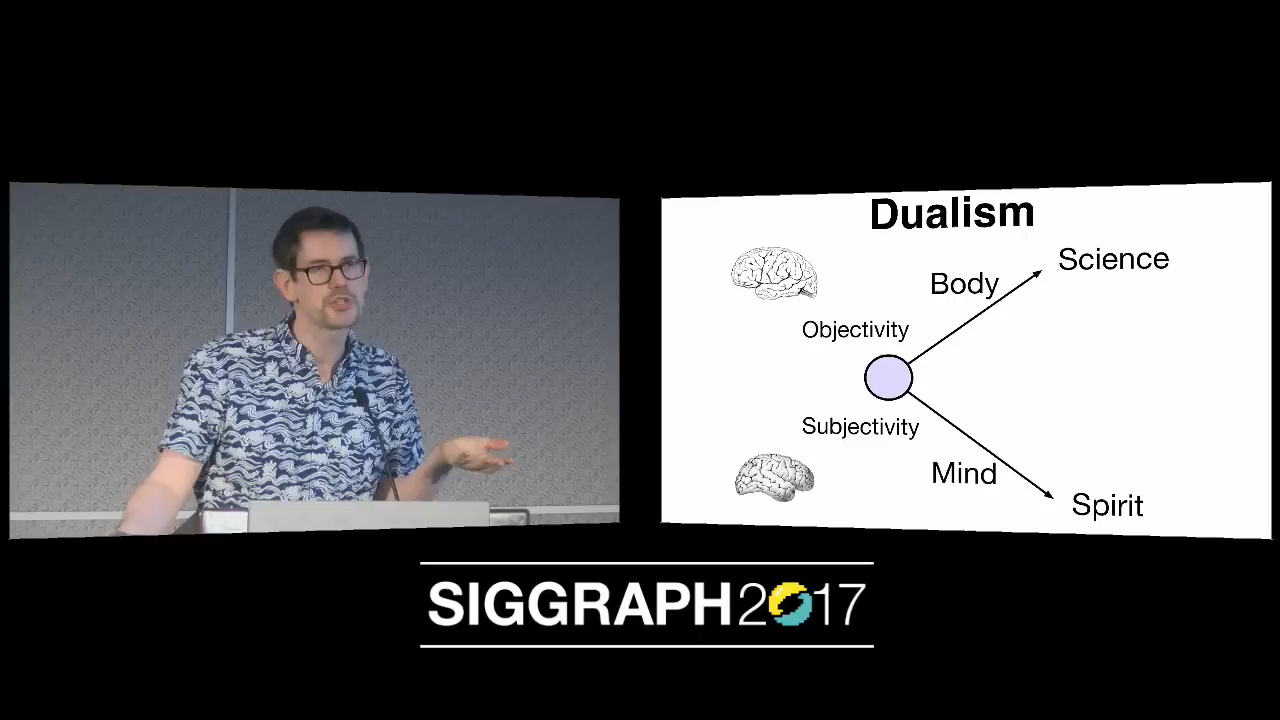 Dualism
Science
Body
Objectivity
Subjectivity
Mind
Spirit
SIGGRAPH2017